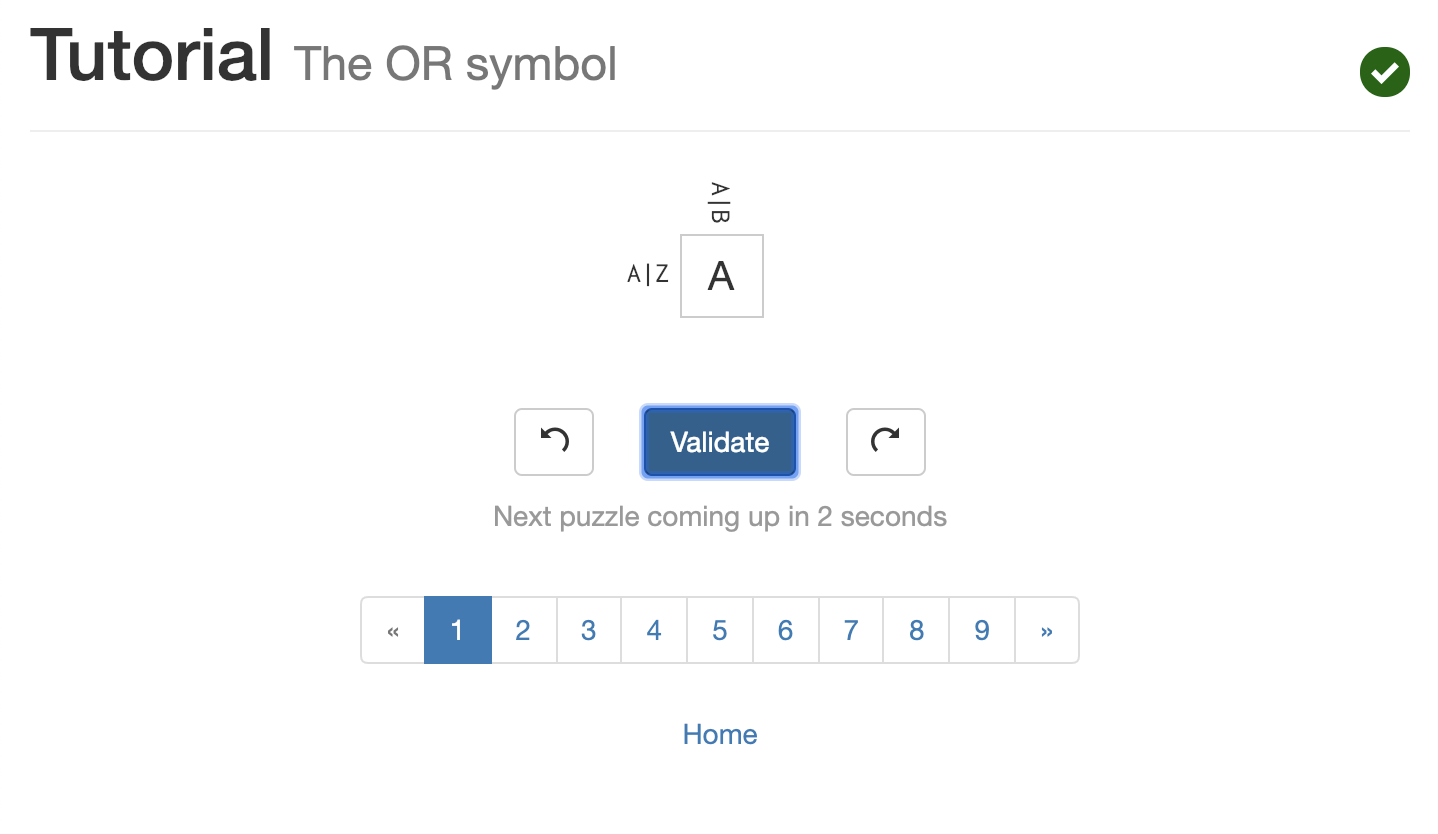 Tutorial The OR symbol
A|B
A|Z A
Validate
Next puzzle coming up in 2 seconds
« 1 2 3 4 5 6 7 8 9 »
Home